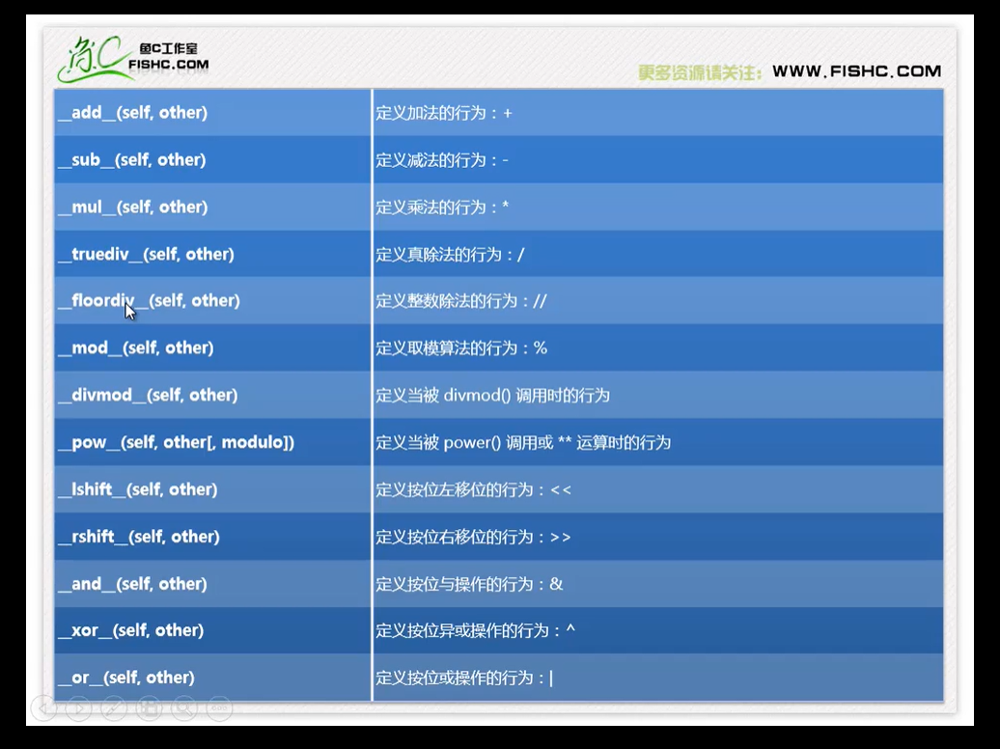 鱼C工作室
FISHC.COM
更多资源请关注：WWW.FISHC.COM
__add__(self, other) 定义加法的行为：+
__sub__(self, other) 定义减法的行为：-
__mul__(self, other) 定义乘法的行为：*
__truediv__(self, other) 定义真除法的行为：/
__floordiv__(self, other) 定义整数除法的行为：//
__mod__(self, other) 定义取模算法的行为：%
__divmod__(self, other) 定义当被 divmod() 调用时的行为
__pow__(self, other[, modulo]) 定义当被 power() 调用或 ** 运算时的行为
__lshift__(self, other) 定义按位左移位的行为：<<
__rshift__(self, other) 定义按位右移位的行为：>>
__and__(self, other) 定义按位与操作的行为：&
__xor__(self, other) 定义按位异或操作的行为：^
__or__(self, other) 定义按位或操作的行为：|